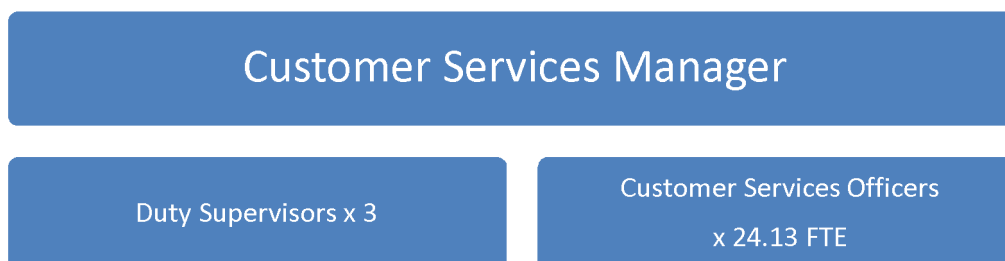 Customer Services Manager
Duty Supervisors x 3
Customer Services Officers
x 24.13 FTE